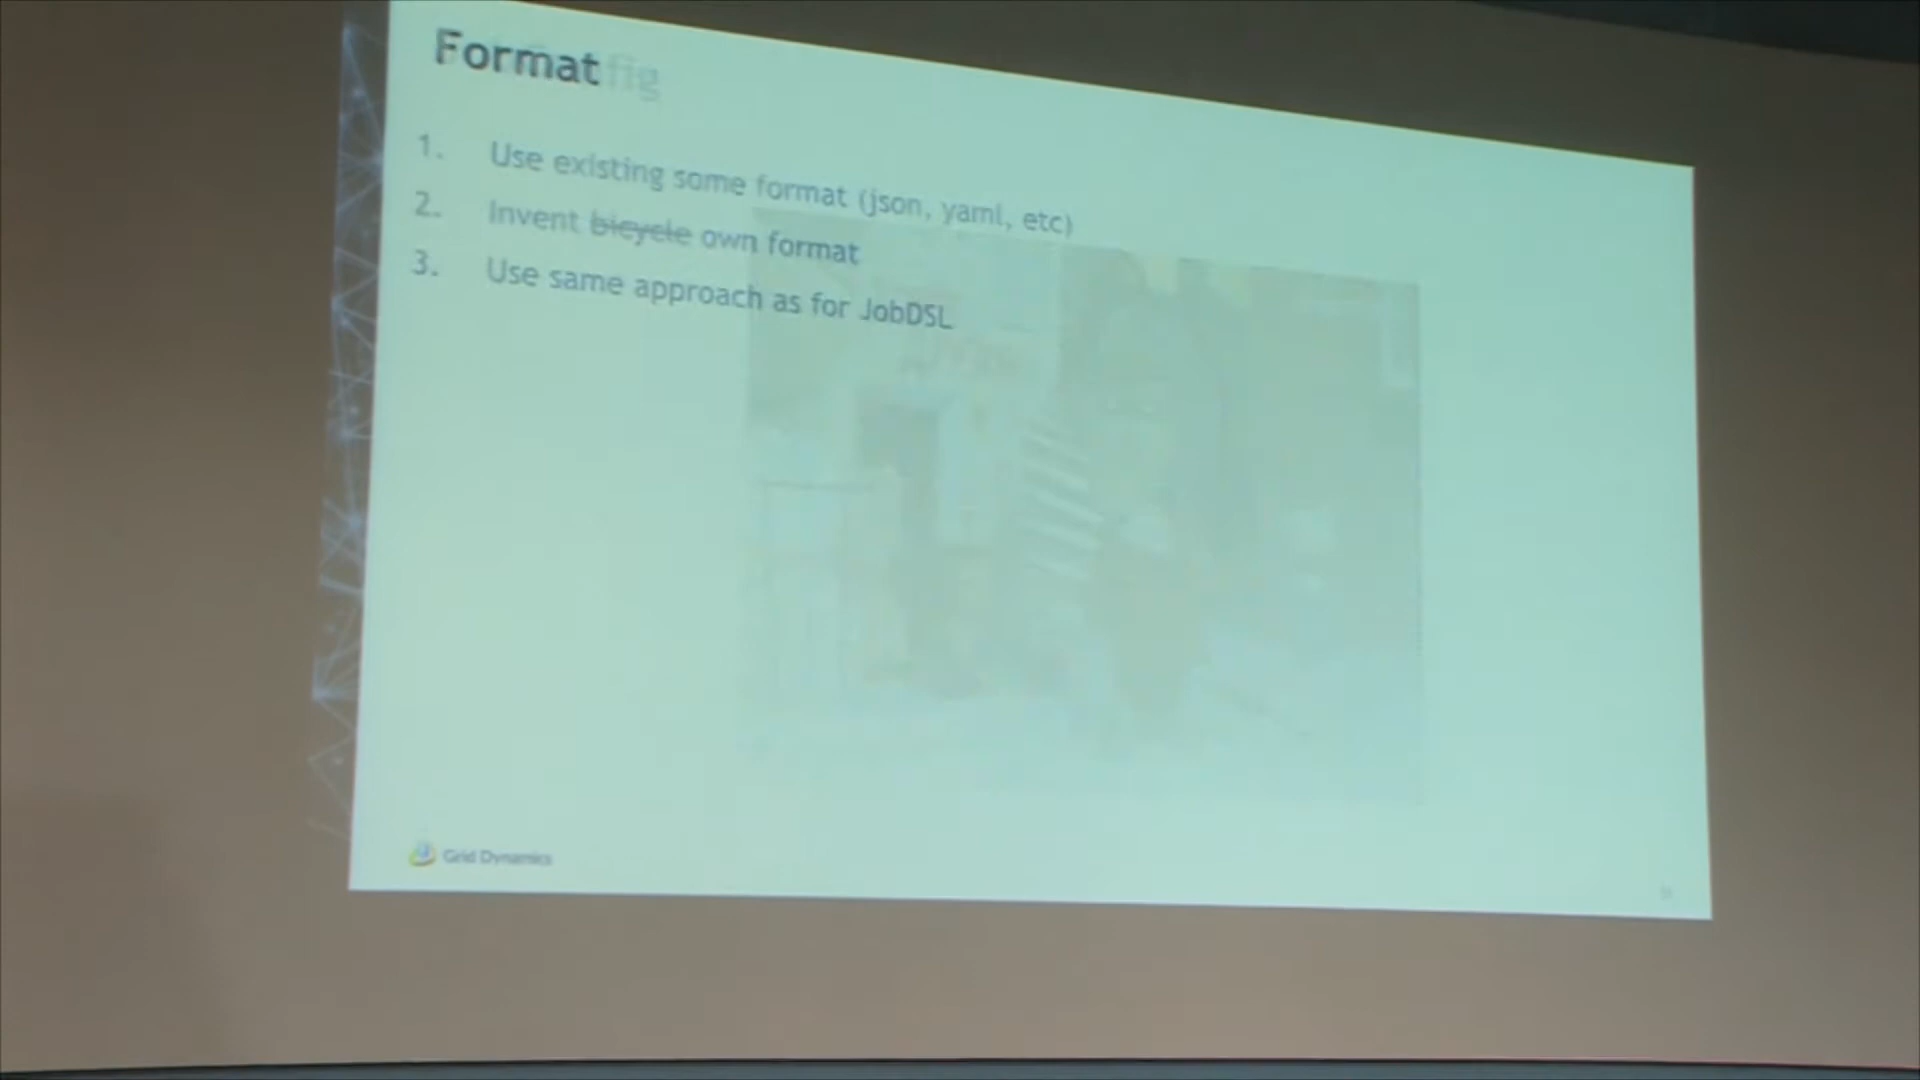 Format
1. Use existing some format (json, yaml, etc)
2. Invent bicycle own format
3. Use same approach as for JobDSL
Grid Dynamics